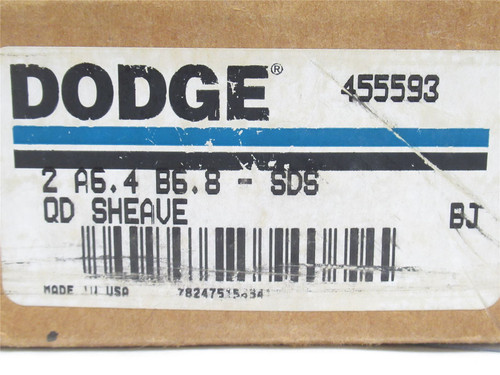 DODGE® 455593
2 A6.4 B6.8 - SDS
QD SHEAVE BJ
MADE IN USA